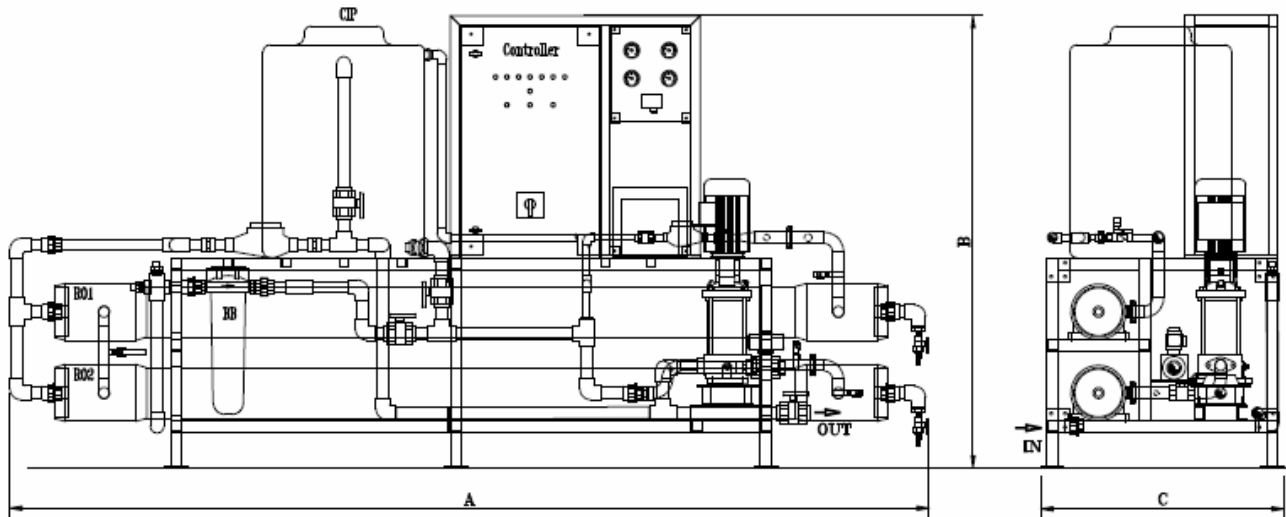 CIP
Controller
RO1
BB
RO2
OUT
IN
A
B
C